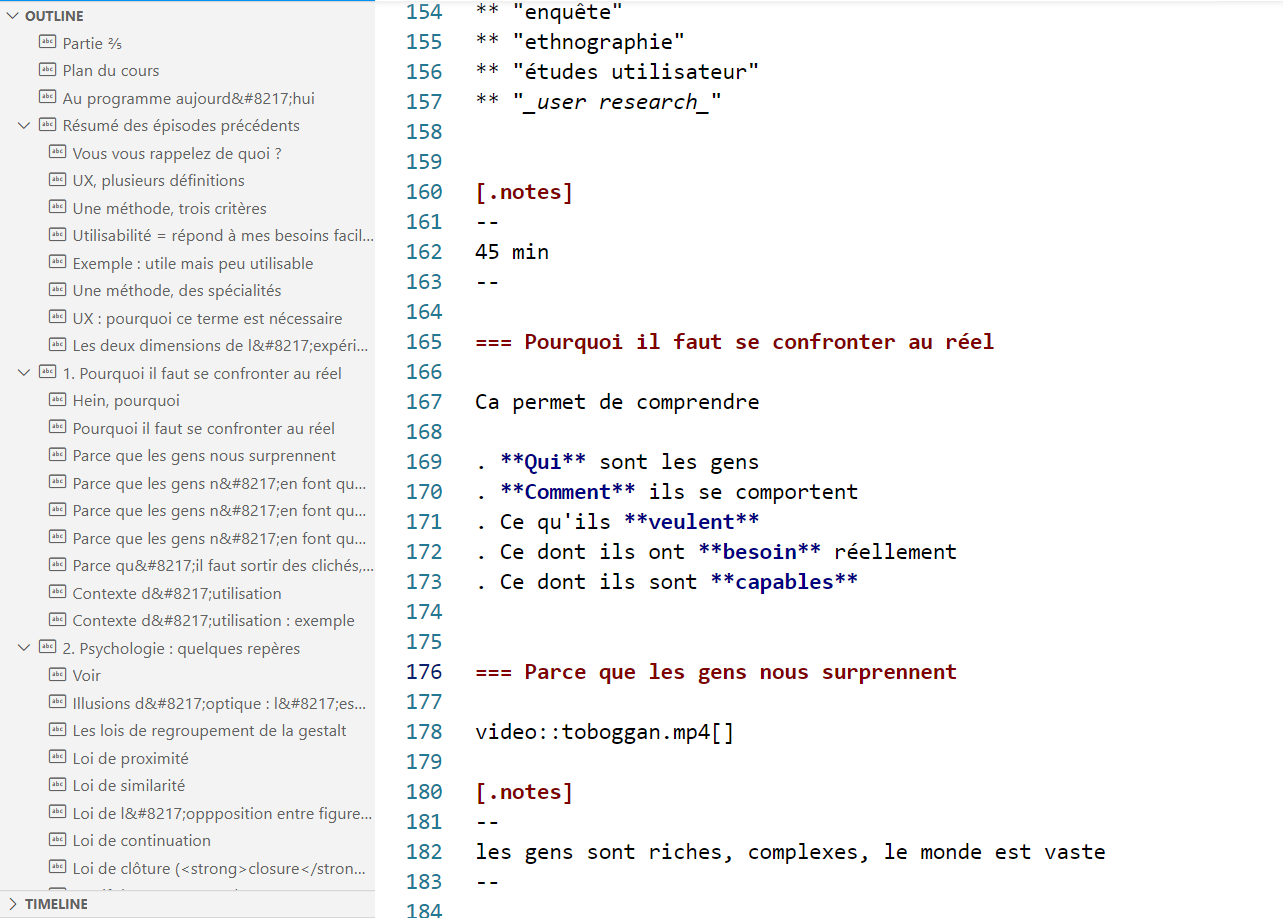 OUTLINE
Partie ⅖
Plan du cours
Au programme aujourd&#8217;hui
Résumé des épisodes précédents
Vous vous rappelez de quoi ?
UX, plusieurs définitions
Une méthode, trois critères
Utilisabilité = répond à mes besoins facil...
Exemple : utile mais peu utilisable
Une méthode, des spécialités
UX : pourquoi ce terme est nécessaire
Les deux dimensions de l&#8217;expéri...
1. Pourquoi il faut se confronter au réel
Hein, pourquoi
Pourquoi il faut se confronter au réel
Parce que les gens nous surprennent
Parce que les gens n&#8217;en font qu...
Parce que les gens n&#8217;en font qu...
Parce que les gens n&#8217;en font qu...
Parce qu&#8217;il faut sortir des clichés,...
Contexte d&#8217;utilisation
Contexte d&#8217;utilisation : exemple
2. Psychologie : quelques repères
Voir
Illusions d&#8217;optique : l&#8217;es...
Les lois de regroupement de la gestalt
Loi de proximité
Loi de similarité
Loi de l&#8217;oppposition entre figure...
Loi de continuation
Loi de clôture (<strong>closure</stron...
TIMELINE
154 ** "enquête"
155 ** "ethnographie"
156 ** "études utilisateur"
157 ** "_user research_"
158
159
160 [.notes]
161 --
162 45 min
163 --
164
165 === Pourquoi il faut se confronter au réel
166
167 Ca permet de comprendre
168
169 . **Qui** sont les gens
170 . **Comment** ils se comportent
171 . Ce qu'ils **veulent**
172 . Ce dont ils ont **besoin** réellement
173 . Ce dont ils sont **capables**
174
175
176 === Parce que les gens nous surprennent
177
178 video::toboggan.mp4[]
179
180 [.notes]
181 --
182 les gens sont riches, complexes, le monde est vaste
183 --
184